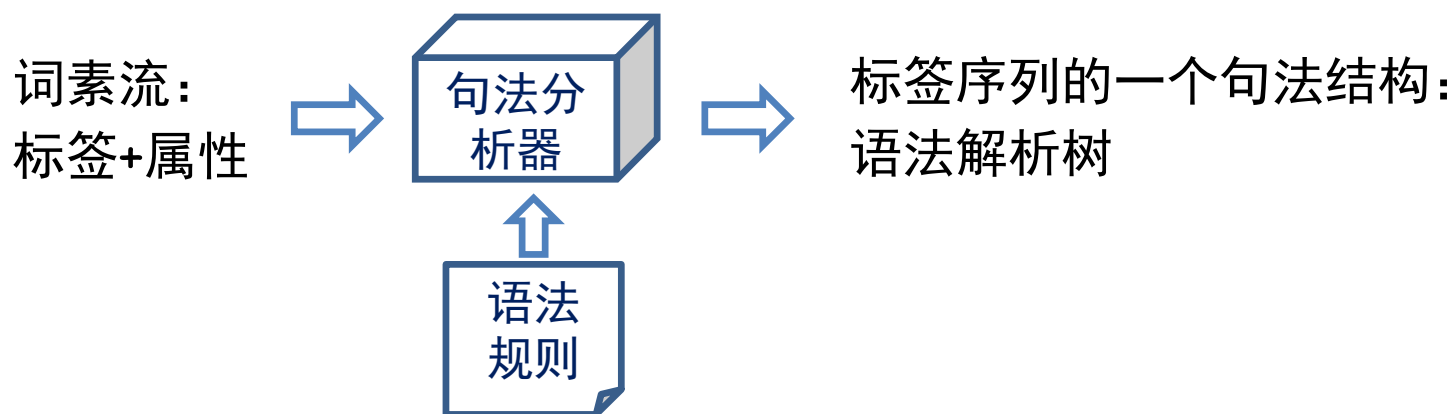 词素流：
标签+属性
句法分
析器
标签序列的一个句法结构：
语法解析树
语法
规则